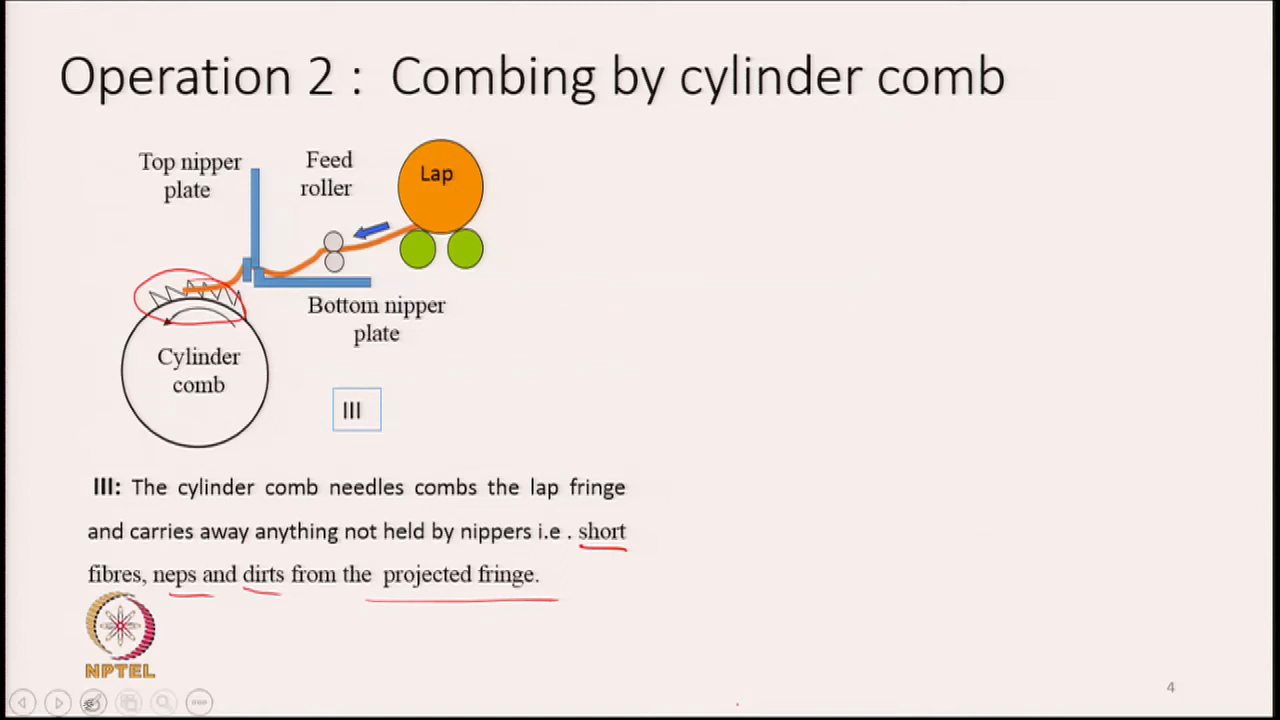 Operation 2 : Combing by cylinder comb
Top nipper
plate
Feed
roller
Lap
Bottom nipper
plate
Cylinder
comb
III
III: The cylinder comb needles combs the lap fringe
and carries away anything not held by nippers i.e . short
fibres, neps and dirts from the projected fringe.
NPTEL
4